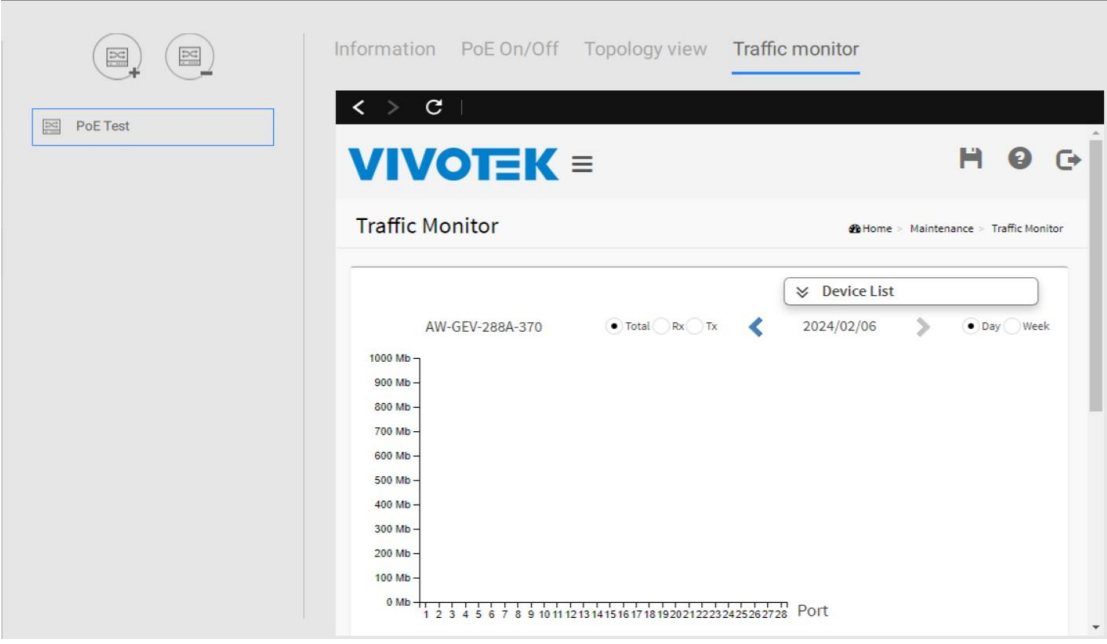 Information PoE On/Off Topology view Traffic monitor
PoE Test
VIVOTEK
Traffic Monitor
Home > Maintenance > Traffic Monitor
Device List
AW-GEV-288A-370 Total Rx Tx 2024/02/06 Day Week
1000 Mb
900 Mb
800 Mb
700 Mb
600 Mb
500 Mb
400 Mb
300 Mb
200 Mb
100 Mb
0 Mb
1 2 3 4 5 6 7 8 9 10 11 12 13 14 15 16 17 18 19 20 21 22 23 24 25 26 27 28 Port